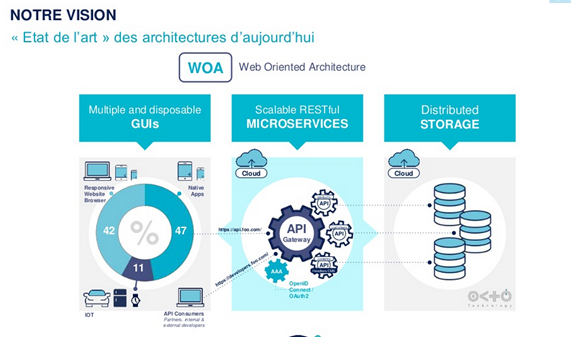 NOTRE VISION
« Etat de l'art » des architectures d'aujourd'hui
WOA
Web Oriented Architecture
Multiple and disposable
GUIs
Scalable RESTful
MICROSERVICES
Distributed
STORAGE
Cloud
Cloud
Responsive
Website
Browser
Native
Apps
42
%
47
11
https://api.foo.com/
https://developers.foo.com/
API
Gateway
API
API
API
AAA
OpenID
Connect /
OAuth2
IOT
API Consumers
Partners, internal &
external developers
OCTO
Technology